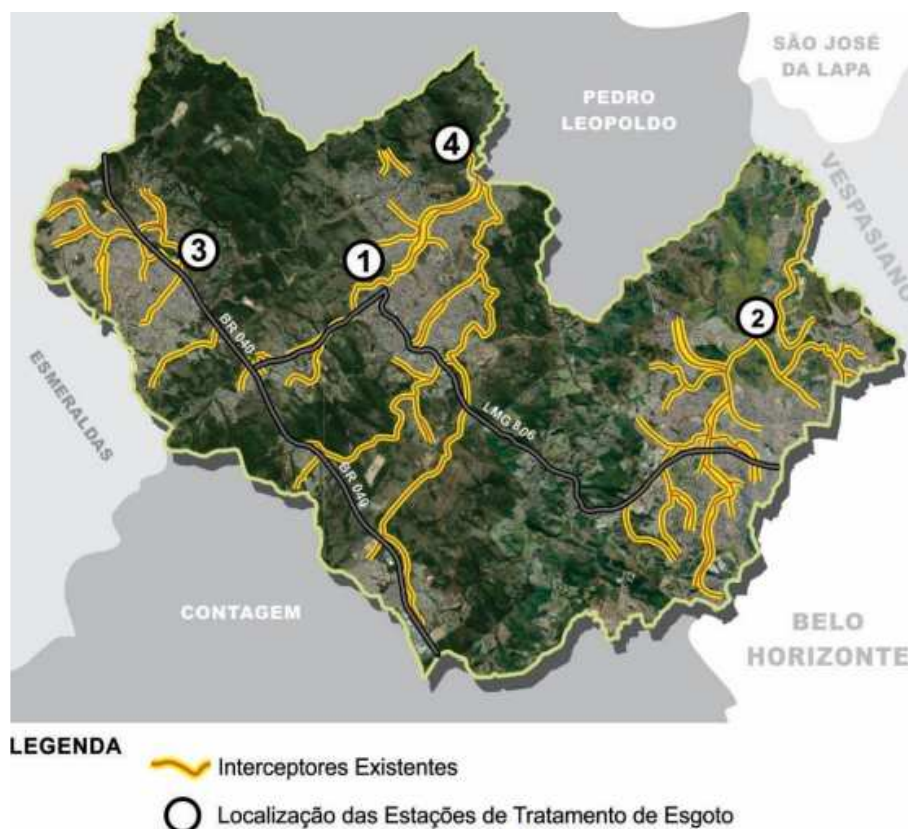 SÃO JOSÉ
DA LAPA
PEDRO
LEOPOLDO
VESPASIANO
4
3
1
2
BR 040
LMG 806
ESMERALDAS
BR 040
CONTAGEM
BELO
HORIZONTE
LEGENDA
Interceptores Existentes
Localização das Estações de Tratamento de Esgoto